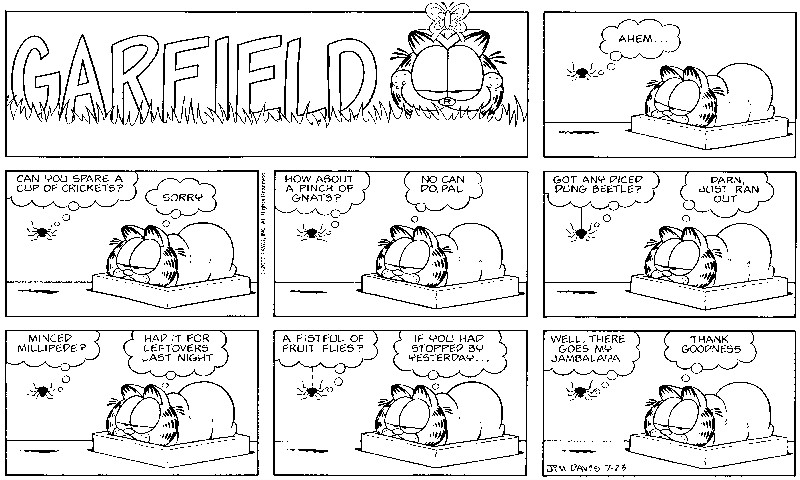 GARFIELD
AHEM...
CAN YOU SPARE A
CUP OF CRICKETS?
SORRY
HOW ABOUT
A PINCH OF
GNATS?
NO CAN
DO, PAL
GOT ANY DICED
DUNG BEETLE?
DARN,
JUST RAN
OUT
MINCED
MILLIPEDE?
HAD IT FOR
LEFTOVERS
LAST NIGHT
A FISTFUL OF
FRUIT FLIES?
IF YOU HAD
STOPPED BY
YESTERDAY...
WELL, THERE
GOES MY
JAMBALAYA
THANK
GOODNESS
JIM DAVIS 7-23